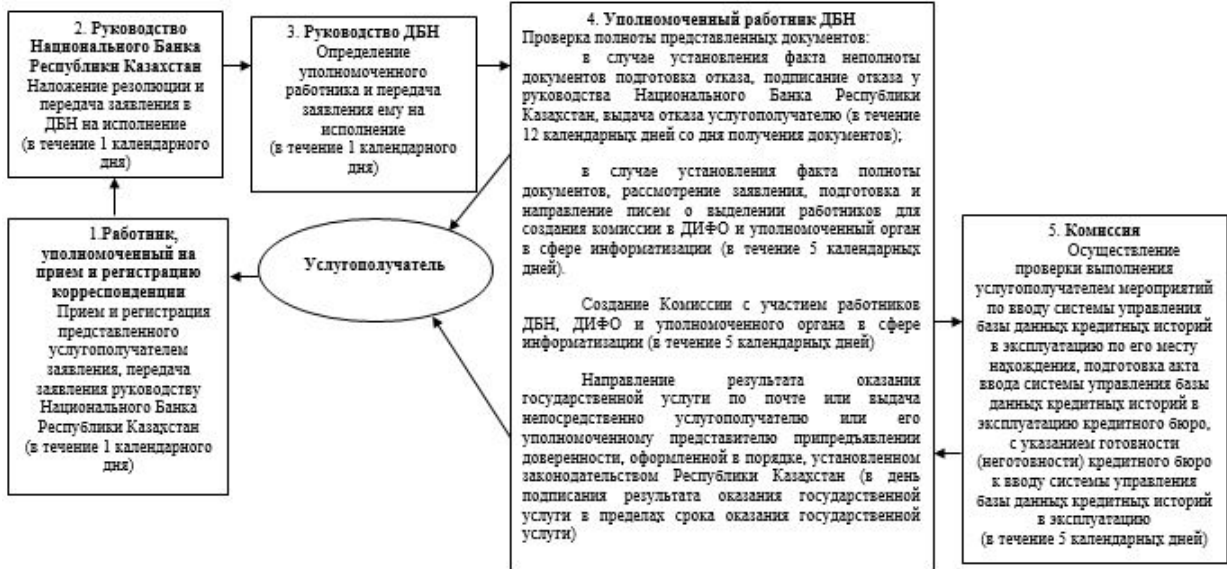 2. Руководство
Национального Банка
Республики Казахстан
Наложение резолюции и
передача заявления в
ДБН на исполнение
(в течение 1 календарного
дня)
3. Руководство ДБН
Определение
уполномоченного
работника и передача
заявления ему на
исполнение
(в течение 1 календарного
дня)
4. Уполномоченный работник ДБН
Проверка полноты представленных документов:
в случае установления факта неполноты
документов подготовка отказа, подписание отказа у
руководства Национального Банка Республики
Казахстан, выдача отказа услугополучателю (в течение
12 календарных дней со дня получения документов);
в случае установления факта полноты
документов, рассмотрение заявления, подготовка и
направление писем о выделении работников для
создания комиссии в ДИФО и уполномоченный орган
в сфере информатизации (в течение 5 календарных
дней).
Создание Комиссии с участием работников
ДБН, ДИФО и уполномоченного органа в сфере
информатизации (в течение 5 календарных дней)
Направление результата оказания
государственной услуги по почте или выдача
непосредственно услугополучателю или его
уполномоченному представителю припредъявлении
доверенности, оформленной в порядке, установленном
законодательством Республики Казахстан (в день
подписания результата оказания государственной
услуги в пределах срока оказания государственной
услуги)
1.Работник,
уполномоченный на
прием и регистрацию
корреспонденции
Прием и регистрация
представленного
услугополучателем
заявления, передача
заявления руководству
Национального Банка
Республики Казахстан
(в течение 1 календарного
дня)
Услугополучатель
5. Комиссия
Осуществление
проверки выполнения
услугополучателем мероприятий
по вводу системы управления
базы данных кредитных историй
в эксплуатацию по его месту
нахождения, подготовка акта
ввода системы управления базы
данных кредитных историй в
эксплуатацию кредитного бюро,
с указанием готовности
(неготовности) кредитного бюро
к вводу системы управления
базы данных кредитных историй
в эксплуатацию
(в течение 5 календарных дней)